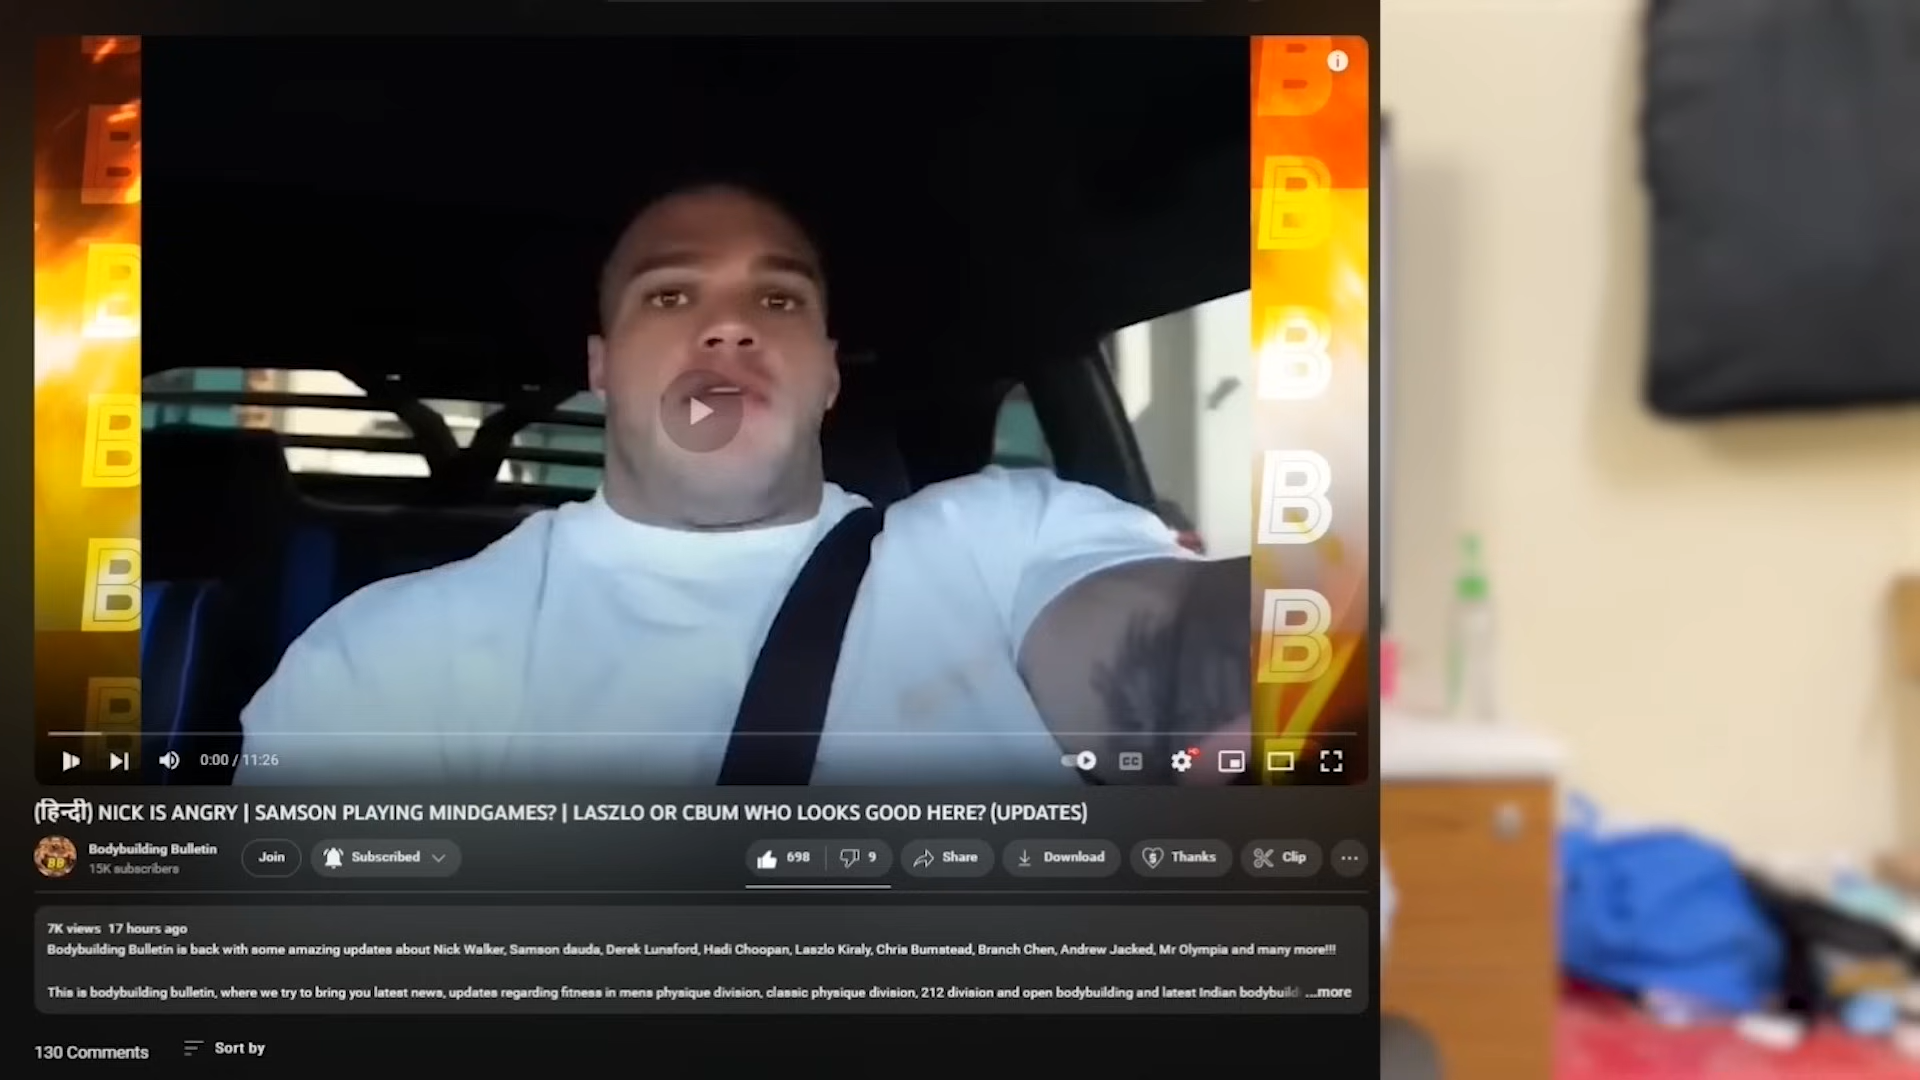 B
B
B
B
B
B
B
B
B
B
B
0:00 / 11:26
CC
HD
(हिन्दी) NICK IS ANGRY | SAMSON PLAYING MINDGAMES? | LASZLO OR CBUM WHO LOOKS GOOD HERE? (UPDATES)
BB
Bodybuilding Bulletin
15K subscribers
Join
Subscribed
698
9
Share
Download
Thanks
Clip
7K views 17 hours ago
Bodybuilding Bulletin is back with some amazing updates about Nick Walker, Samson dauda, Derek Lunsford, Hadi Choopan, Laszlo Kiraly, Chris Bumstead, Branch Chen, Andrew Jacked, Mr Olympia and many more!!!
This is bodybuilding bulletin, where we try to bring you latest news, updates regarding fitness in mens physique division, classic physique division, 212 division and open bodybuilding and latest Indian bodybuild ...more
130 Comments
Sort by